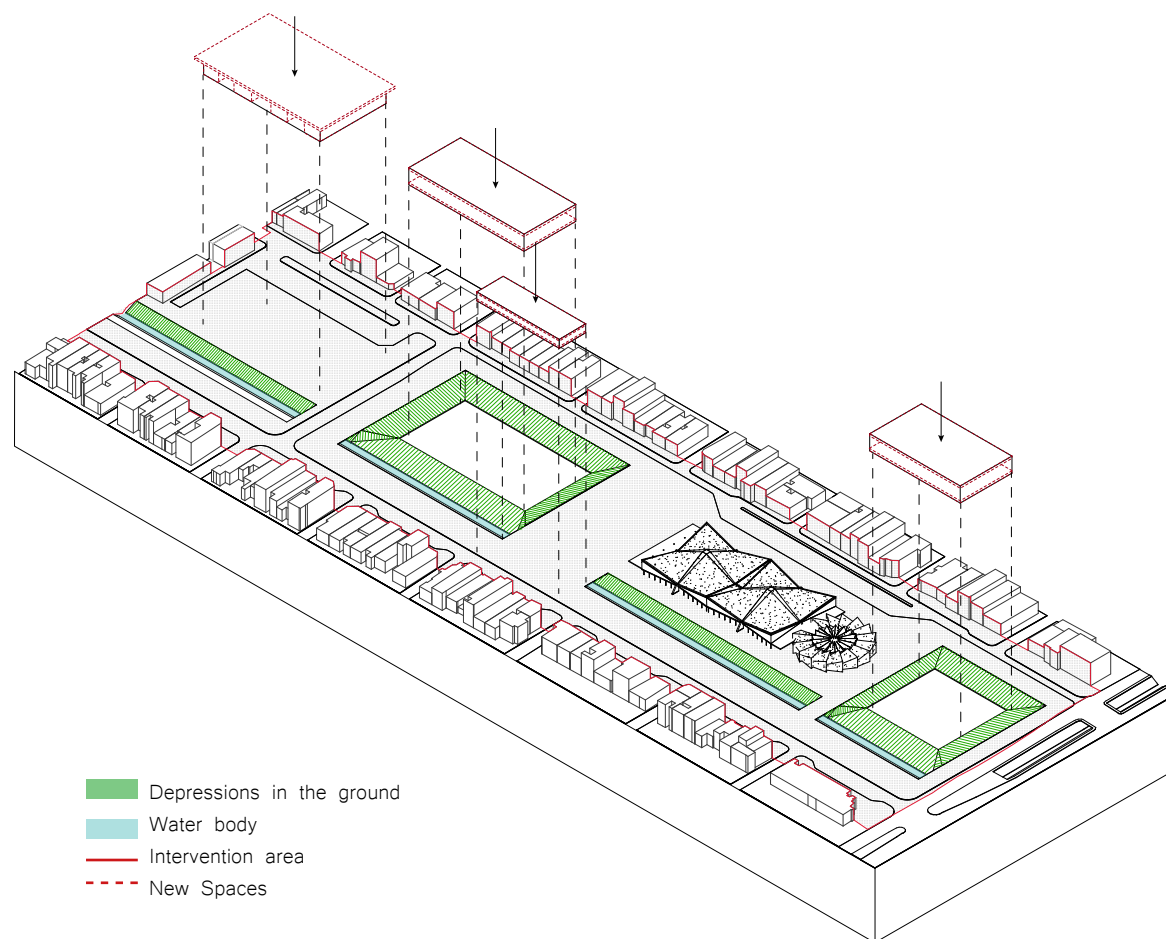 Depressions in the ground
Water body
Intervention area
New Spaces